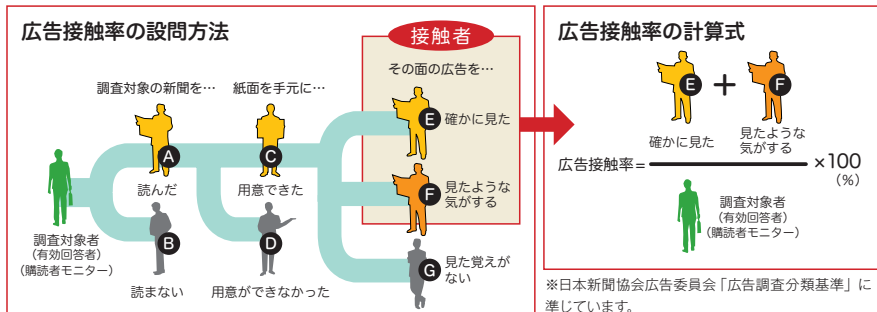 広告接触率の設問方法
接触者
その面の広告を…
調査対象の新聞を…
紙面を手元に…
E 確かに見た
A
C
読んだ
用意できた
F 見たような
気がする
調査対象者
(有効回答者)
(購読者モニター)
B
D
読まない
用意ができなかった
G 見た覚えが
ない
広告接触率の計算式
E + F
確かに見た
見たような
気がする
広告接触率= ×100
(%)
調査対象者
(有効回答者)
(購読者モニター)
※日本新聞協会広告委員会「広告調査分類基準」に
準じています。